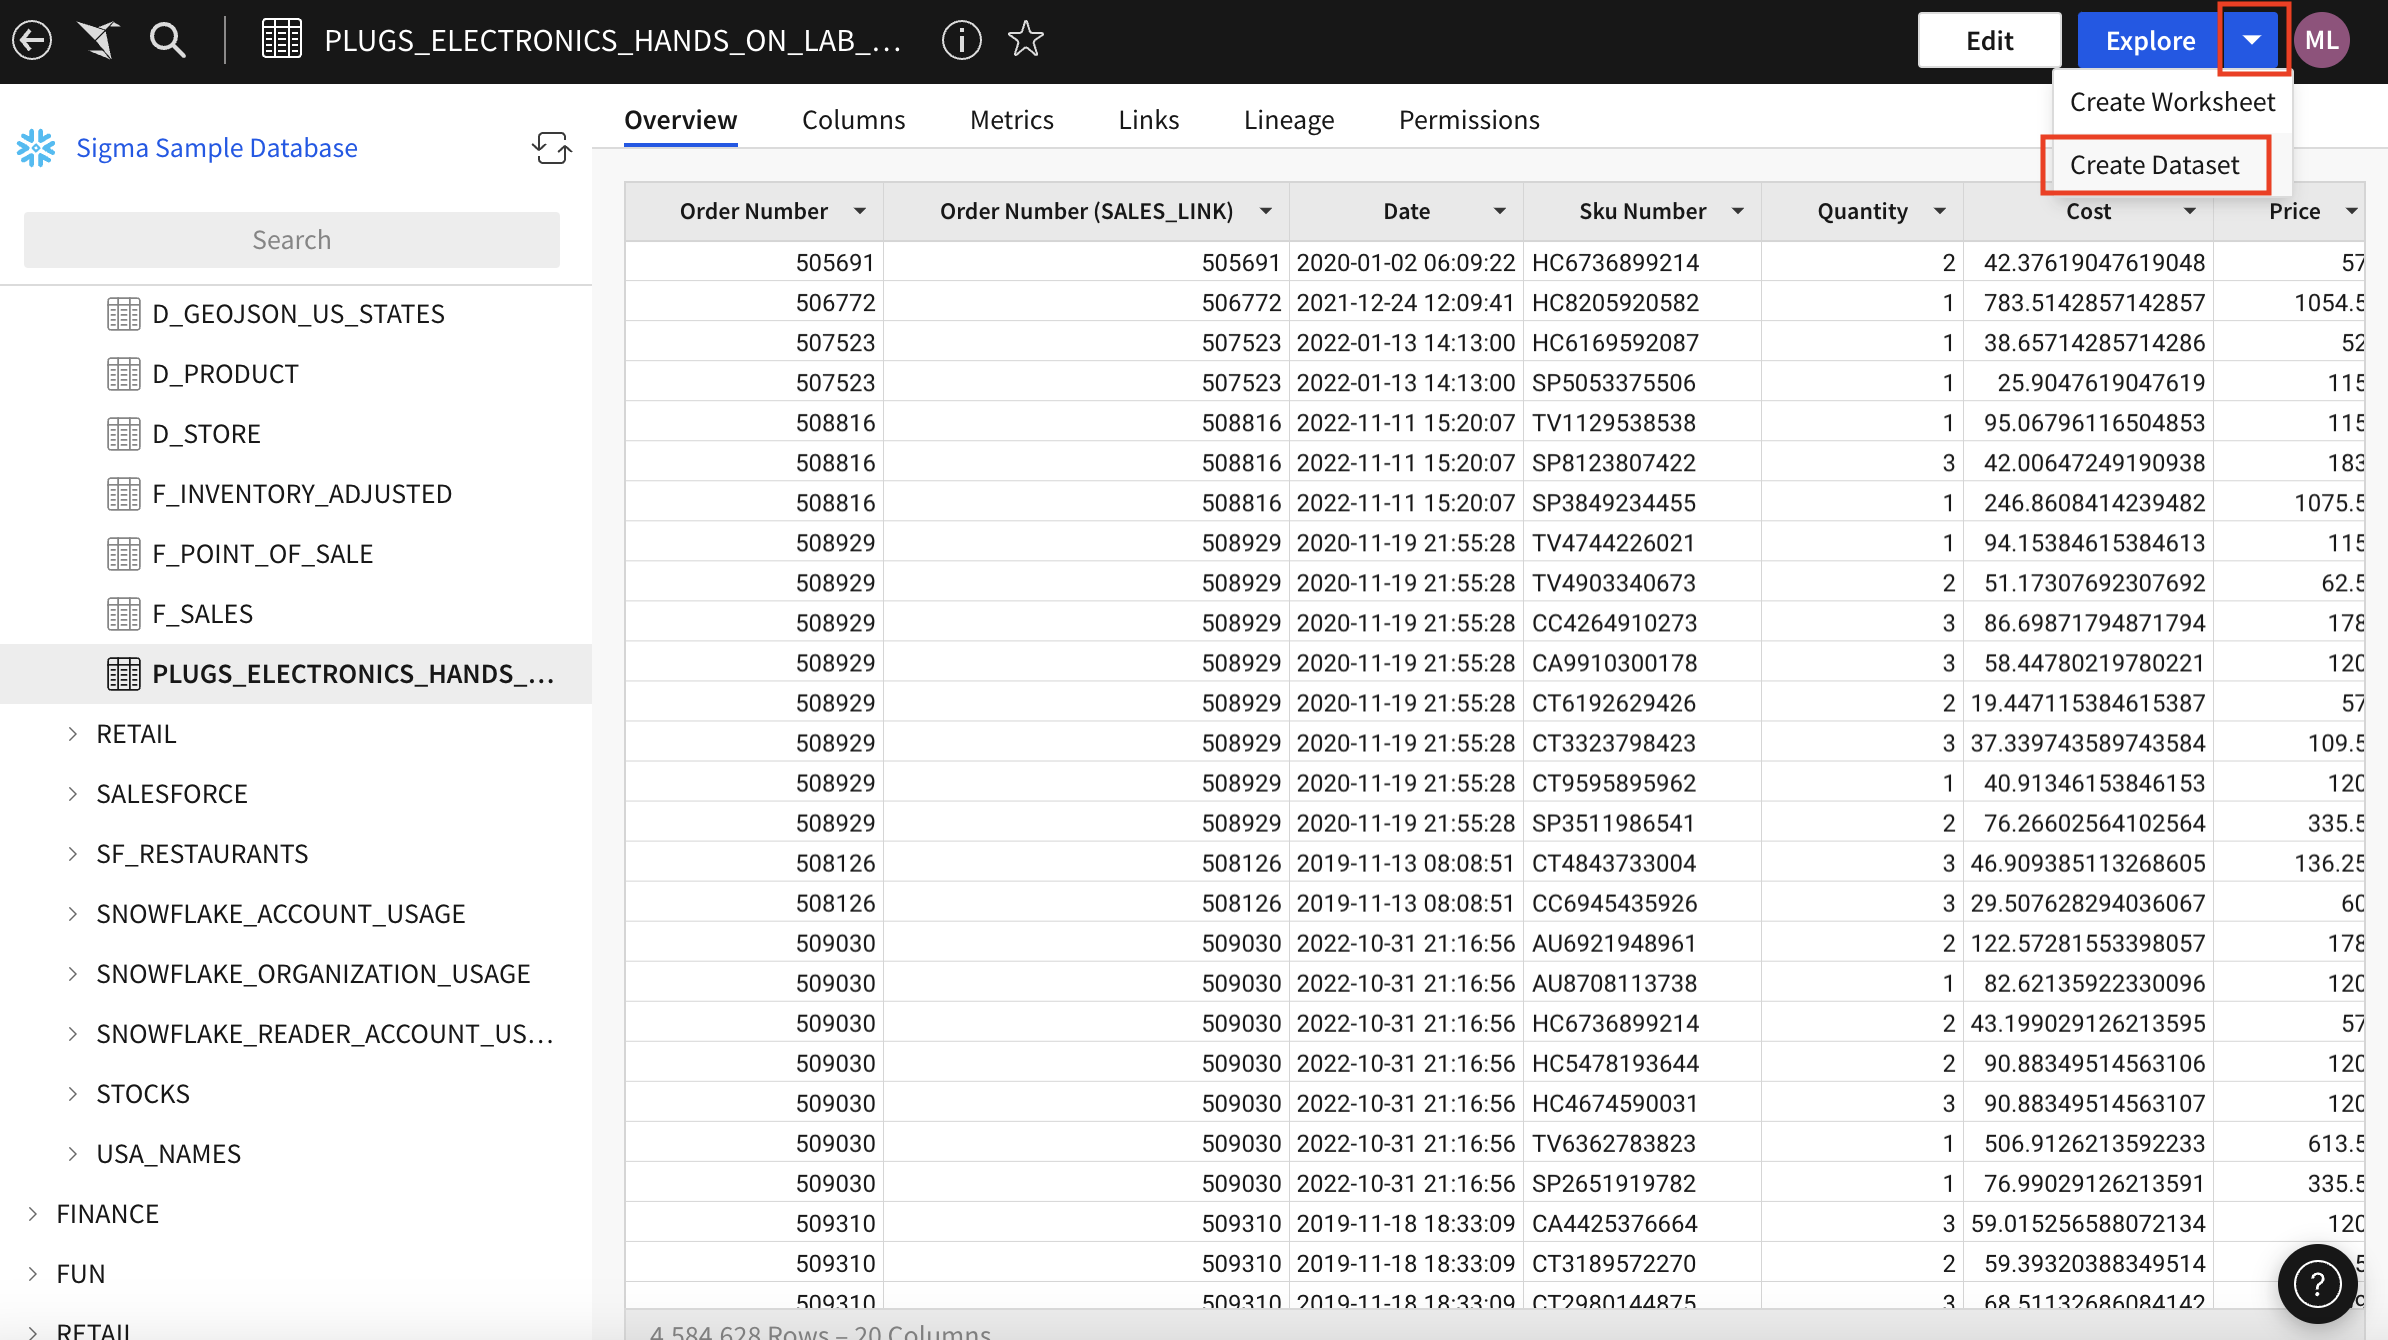 PLUGS_ELECTRONICS_HANDS_ON_LAB_...
Edit
Explore
ML
Create Worksheet
Create Dataset
Sigma Sample Database
Search
D_GEOJSON_US_STATES
D_PRODUCT
D_STORE
F_INVENTORY_ADJUSTED
F_POINT_OF_SALE
F_SALES
PLUGS_ELECTRONICS_HANDS_...
RETAIL
SALESFORCE
SF_RESTAURANTS
SNOWFLAKE_ACCOUNT_USAGE
SNOWFLAKE_ORGANIZATION_USAGE
SNOWFLAKE_READER_ACCOUNT_US...
STOCKS
USA_NAMES
FINANCE
FUN
RETAIL
Overview Columns Metrics Links Lineage Permissions
Order Number Order Number (SALES_LINK) Date Sku Number Quantity Cost Price
505691 505691 2020-01-02 06:09:22 HC6736899214 2 42.37619047619048 57
506772 506772 2021-12-24 12:09:41 HC8205920582 1 783.5142857142857 1054.5
507523 507523 2022-01-13 14:13:00 HC6169592087 1 38.65714285714286 52
507523 507523 2022-01-13 14:13:00 SP5053375506 1 25.9047619047619 115
508816 508816 2022-11-11 15:20:07 TV1129538538 1 95.06796116504853 115
508816 508816 2022-11-11 15:20:07 SP8123807422 3 42.00647249190938 183
508816 508816 2022-11-11 15:20:07 SP3849234455 1 246.8608414239482 1075.5
508929 508929 2020-11-19 21:55:28 TV4744226021 1 94.15384615384613 115
508929 508929 2020-11-19 21:55:28 TV4903340673 2 51.17307692307692 62.5
508929 508929 2020-11-19 21:55:28 CC4264910273 3 86.69871794871794 178
508929 508929 2020-11-19 21:55:28 CA9910300178 3 58.44780219780221 120
508929 508929 2020-11-19 21:55:28 CT6192629426 2 19.447115384615387 57
508929 508929 2020-11-19 21:55:28 CT3323798423 3 37.339743589743584 109.5
508929 508929 2020-11-19 21:55:28 CT9595895962 1 40.91346153846153 120
508929 508929 2020-11-19 21:55:28 SP3511986541 2 76.26602564102564 335.5
508126 508126 2019-11-13 08:08:51 CT4843733004 3 46.909385113268605 136.25
508126 508126 2019-11-13 08:08:51 CC6945435926 3 29.507628294036067 60
509030 509030 2022-10-31 21:16:56 AU6921948961 2 122.57281553398057 178
509030 509030 2022-10-31 21:16:56 AU8708113738 1 82.62135922330096 120
509030 509030 2022-10-31 21:16:56 HC6736899214 2 43.199029126213595 57
509030 509030 2022-10-31 21:16:56 HC5478193644 2 90.88349514563106 120
509030 509030 2022-10-31 21:16:56 HC4674590031 3 90.88349514563107 120
509030 509030 2022-10-31 21:16:56 TV6362783823 1 506.9126213592233 613.5
509030 509030 2022-10-31 21:16:56 SP2651919782 1 76.99029126213591 335.5
509310 509310 2019-11-18 18:33:09 CA4425376664 3 59.015256588072134 120
509310 509310 2019-11-18 18:33:09 CT3189572270 2 59.39320388349514 5
509310 509310 2019-11-18 18:33:09 CT2980144875 3 68.51132686084142
4,584,628 Rows – 20 Columns
?